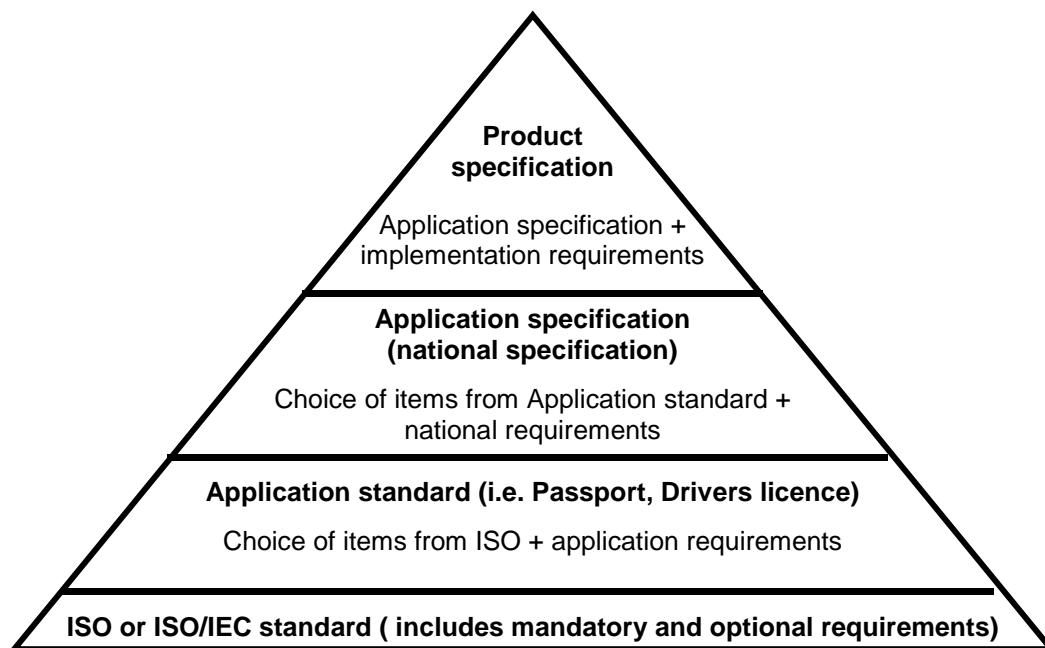 Product
specification
Application specification +
implementation requirements
Application specification
(national specification)
Choice of items from Application standard +
national requirements
Application standard (i.e. Passport, Drivers licence)
Choice of items from ISO + application requirements
ISO or ISO/IEC standard ( includes mandatory and optional requirements)